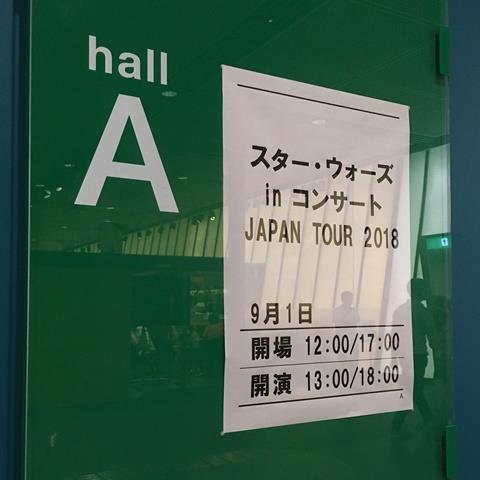 hall
A
スター・ウォーズ
in コンサート
JAPAN TOUR 2018
9月1日
開場 12:00/17:00
開演 13:00/18:00
A